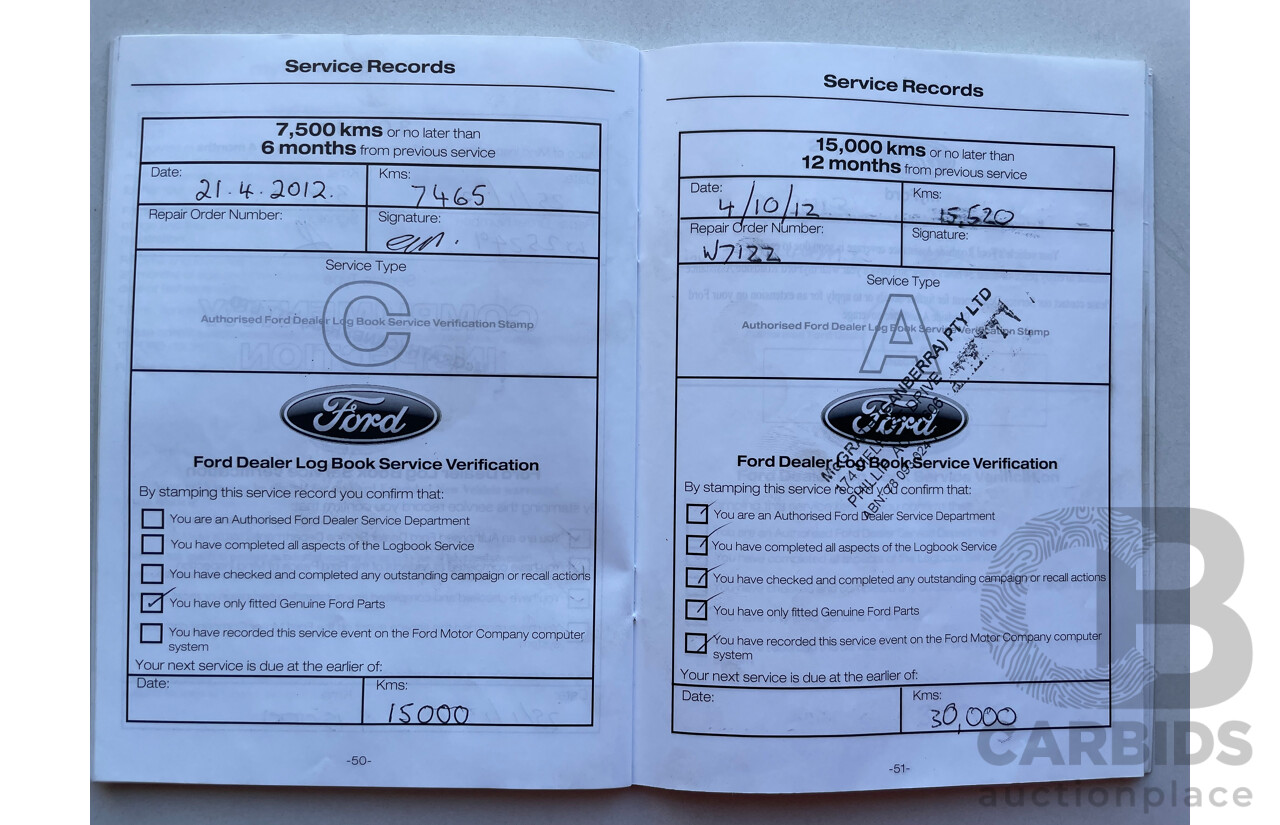 Service Records
7,500 kms or no later than
6 months from previous service
Date:
21.4.2012.
Kms:
7465
Repair Order Number:
Signature:
Service Type
C
Authorised Ford Dealer Log Book Service Verification Stamp
Ford
Ford Dealer Log Book Service Verification
By stamping this service record you confirm that:
You are an Authorised Ford Dealer Service Department
You have completed all aspects of the Logbook Service
You have checked and completed any outstanding campaign or recall actions
You have only fitted Genuine Ford Parts
You have recorded this service event on the Ford Motor Company computer
system
Your next service is due at the earlier of:
Date:
Kms:
15000
-50-
Service Records
15,000 kms or no later than
12 months from previous service
Date:
4/10/12
Kms:
15,520
Repair Order Number:
W7122
Signature:
Service Type
A
Authorised Ford Dealer Log Book Service Verification Stamp
(CANBERRA) PTY LTD
DRIVE
PHILLIP
ABN:
Ford
Ford Dealer Log Book Service Verification
By stamping this service record you confirm that:
You are an Authorised Ford Dealer Service Department
You have completed all aspects of the Logbook Service
You have checked and completed any outstanding campaign or recall actions
You have only fitted Genuine Ford Parts
You have recorded this service event on the Ford Motor Company computer
system
Your next service is due at the earlier of:
Date:
Kms:
30,000
-51-
CB
CARBIDS
auctionplace